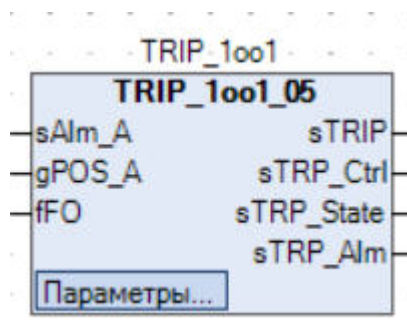 TRIP_1oo1
TRIP_1oo1_05
sAlm_A sTRIP
gPOS_A sTRP_Ctrl
fFO sTRP_State
sTRP_Alm
Параметры...